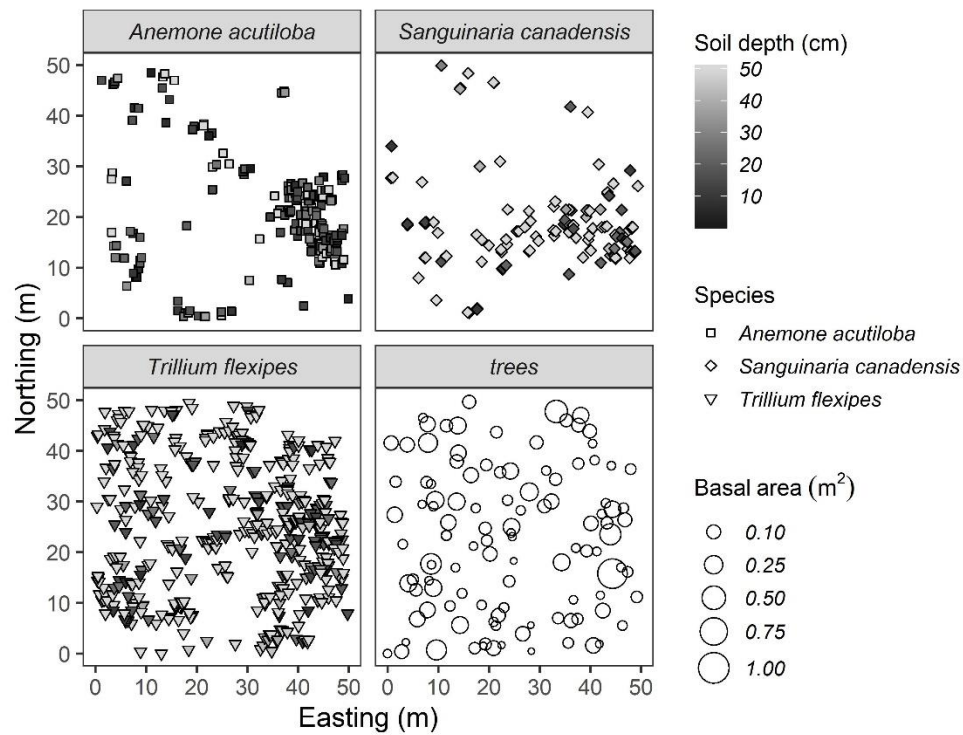 Anemone acutiloba
Sanguinaria canadensis
50
40
30
20
10
0
Trillium flexipes
trees
50
40
30
20
10
0
0 10 20 30 40 50
0 10 20 30 40 50
Northing (m)
Easting (m)
Soil depth (cm)
50
40
30
20
10
Species
Anemone acutiloba
Sanguinaria canadensis
Trillium flexipes
Basal area (m²)
0.10
0.25
0.50
0.75
1.00